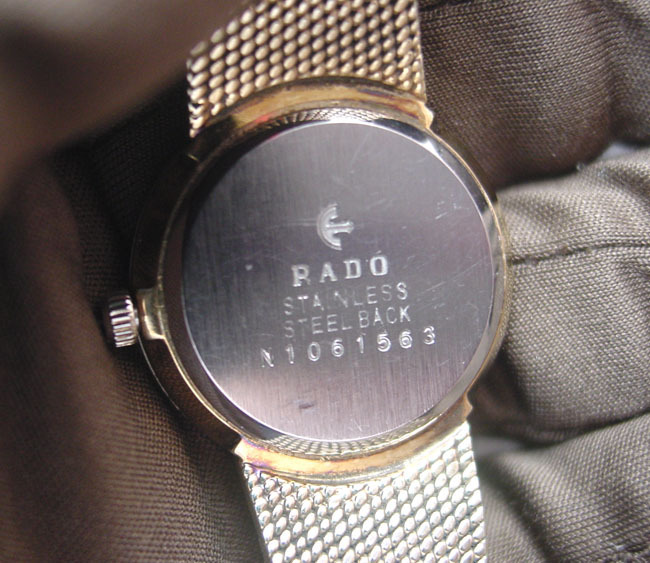 RADO
STAINLESS
STEEL BACK
N1061563